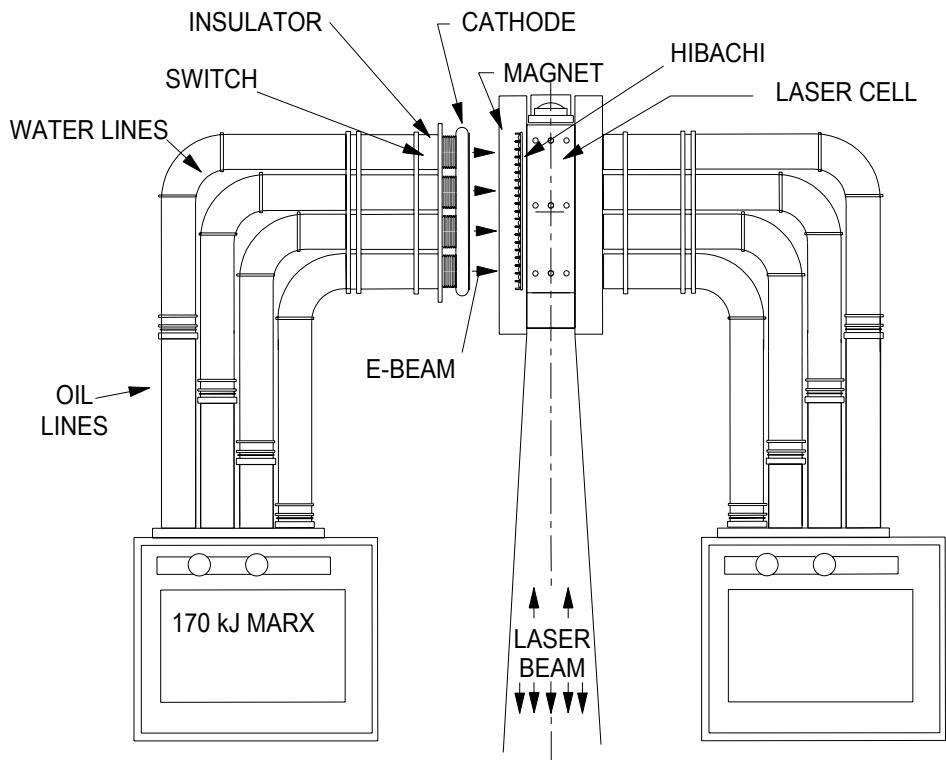 INSULATOR
CATHODE
SWITCH
MAGNET
HIBACHI
LASER CELL
WATER LINES
E-BEAM
OIL
LINES
170 kJ MARX
LASER
BEAM